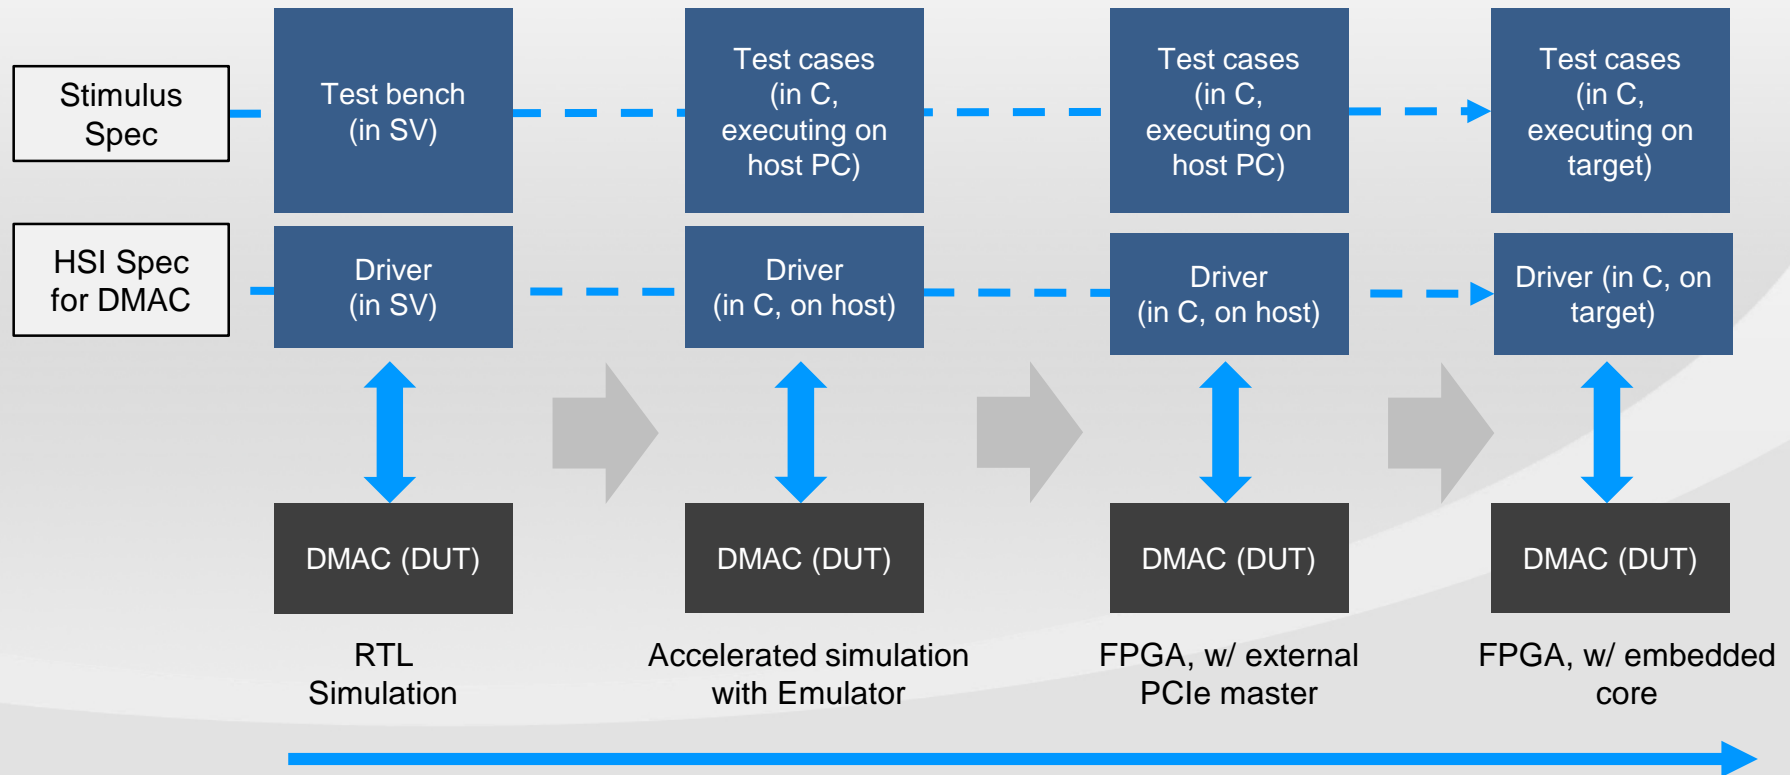 Stimulus
Spec
Test bench
(in SV)
Test cases
(in C,
executing on
host PC)
Test cases
(in C,
executing on
host PC)
Test cases
(in C,
executing on
target)
HSI Spec
for DMAC
Driver
(in SV)
Driver
(in C, on host)
Driver
(in C, on host)
Driver (in C, on
target)
DMAC (DUT)
DMAC (DUT)
DMAC (DUT)
DMAC (DUT)
RTL
Simulation
Accelerated simulation
with Emulator
FPGA, w/ external
PCIe master
FPGA, w/ embedded
core